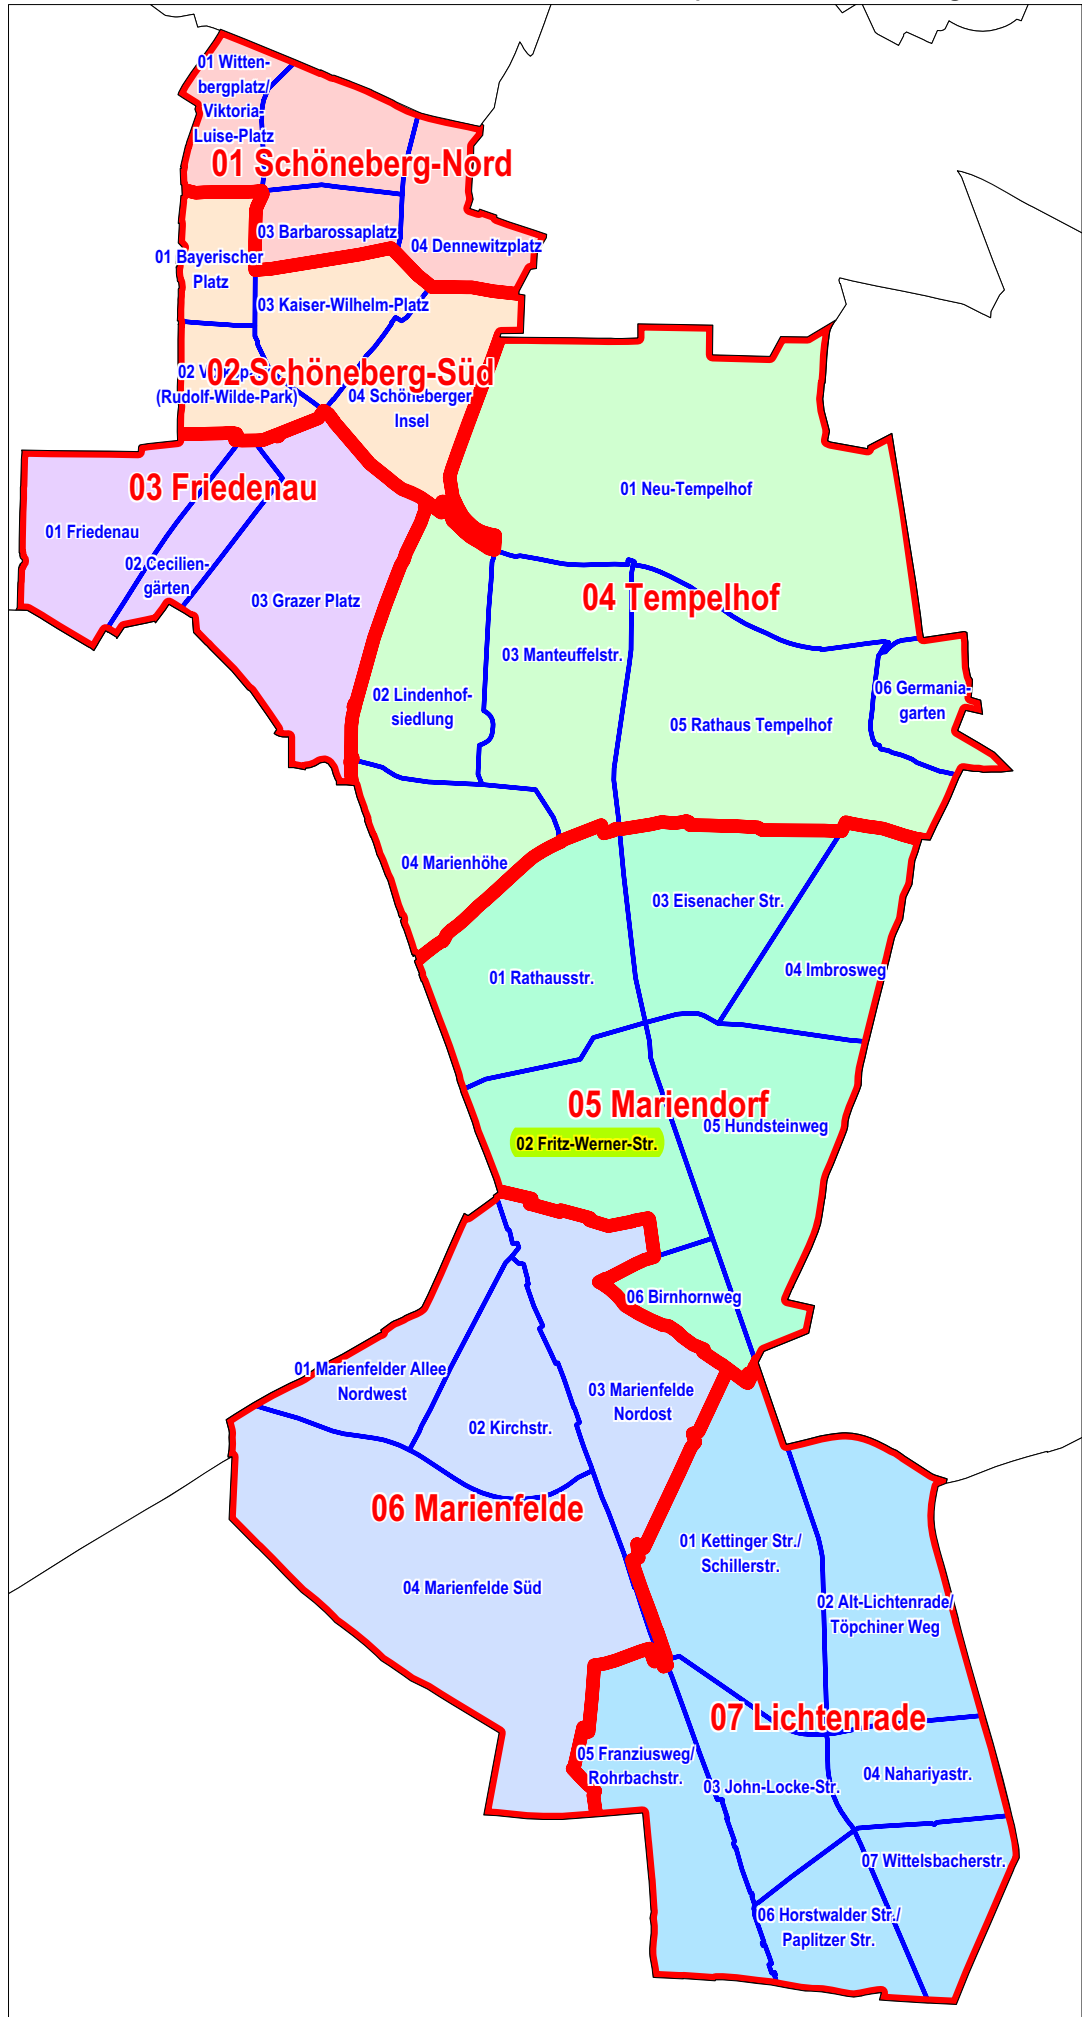 01 Witten-
bergplatz/
Viktoria-
Luise-Platz
01 Schöneberg-Nord
03 Barbarossaplatz
04 Dennewitzplatz
01 Bayerischer
Platz
03 Kaiser-Wilhelm-Platz
02 Schöneberg-Süd
02
(Rudolf-Wilde-Park)
04 Schöneberger
Insel
03 Friedenau
01 Neu-Tempelhof
01 Friedenau
02 Cecilien-
gärten
03 Grazer Platz
04 Tempelhof
03 Manteuffelstr.
02 Lindenhof-
siedlung
06 Germania-
garten
05 Rathaus Tempelhof
04 Marienhöhe
03 Eisenacher Str.
01 Rathausstr.
04 Imbrosweg
05 Mariendorf
05 Hundsteinweg
02 Fritz-Werner-Str.
06 Birnhornweg
01 Marienfelder Allee
Nordwest
03 Marienfelde
Nordost
02 Kirchstr.
06 Marienfelde
01 Kettinger Str./
Schillerstr.
04 Marienfelde Süd
02 Alt-Lichtenrade/
Töpchiner Weg
07 Lichtenrade
05 Franziusweg/
Rohrbachstr.
03 John-Locke-Str.
04 Nahariyastr.
07 Wittelsbacherstr.
06 Horstwalder Str./
Paplitzer Str.